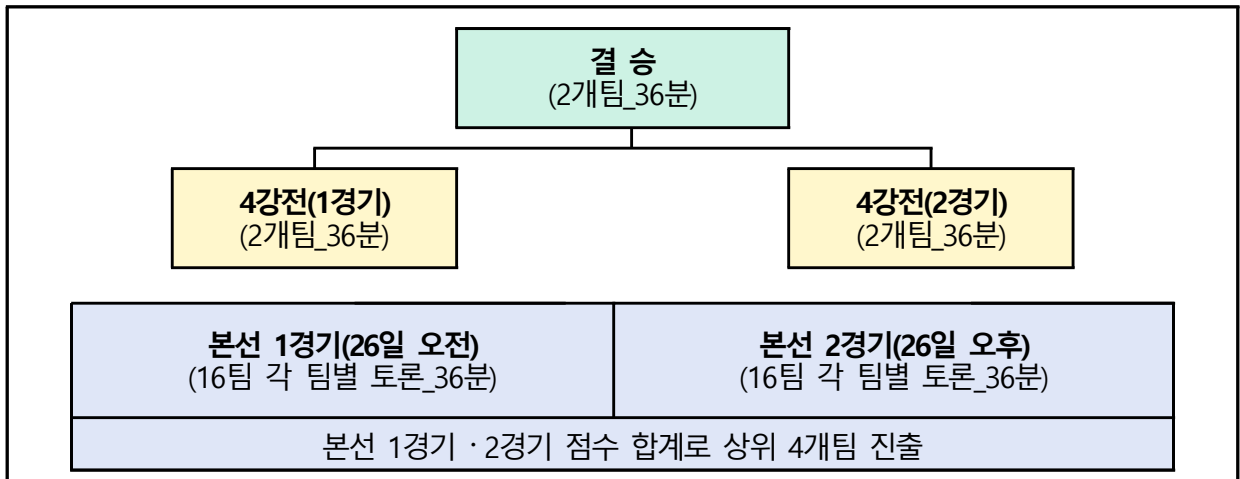 결 승
(2개팀_36분)
4강전(1경기)
(2개팀_36분)
4강전(2경기)
(2개팀_36분)
본선 1경기(26일 오전)
(16팀 각 팀별 토론_36분)
본선 2경기(26일 오후)
(16팀 각 팀별 토론_36분)
본선 1경기 · 2경기 점수 합계로 상위 4개팀 진출